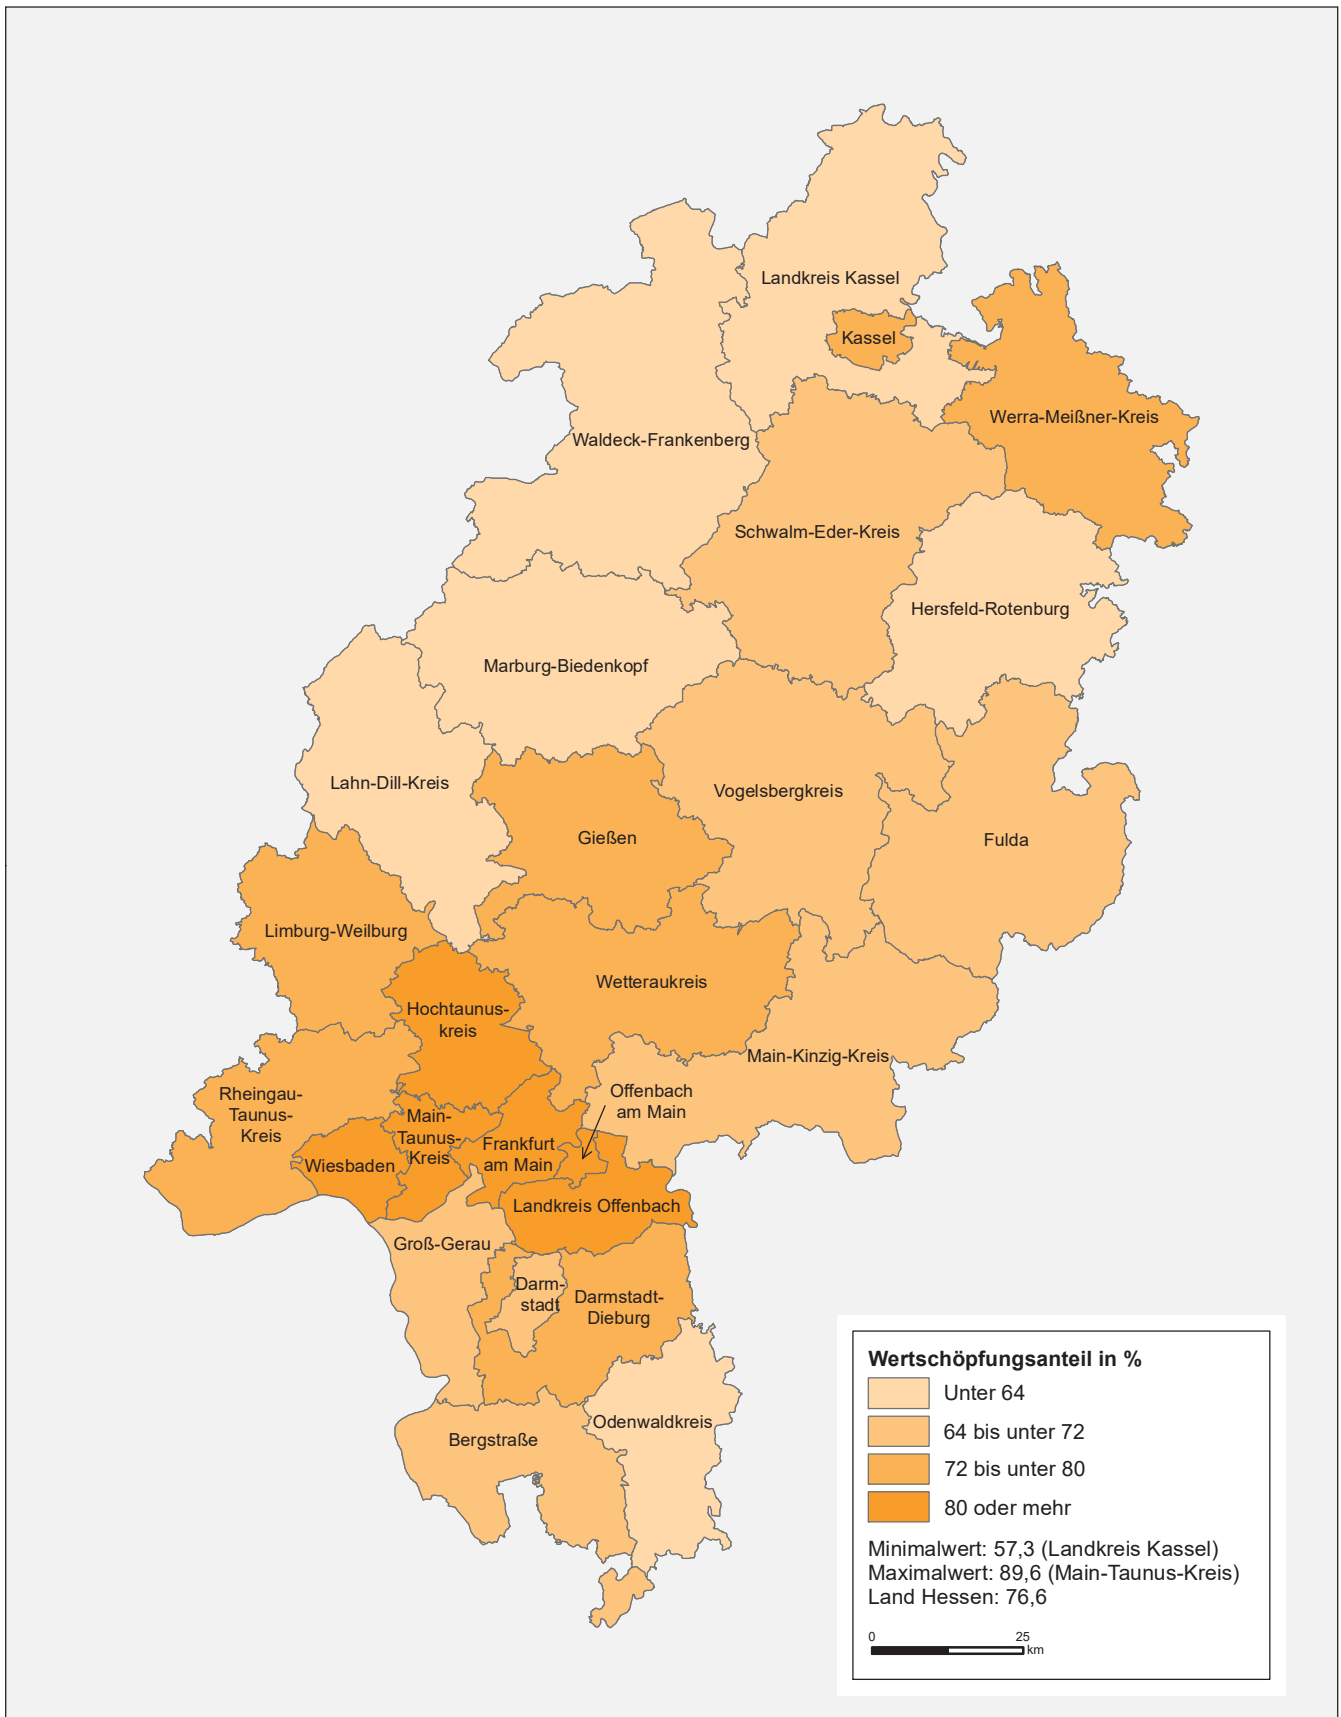 Landkreis Kassel
Kassel
Werra-Meißner-Kreis
Waldeck-Frankenberg
Schwalm-Eder-Kreis
Hersfeld-Rotenburg
Marburg-Biedenkopf
Lahn-Dill-Kreis
Vogelsbergkreis
Gießen
Fulda
Limburg-Weilburg
Wetteraukreis
Hochtaunus-
kreis
Main-Kinzig-Kreis
Rheingau-
Taunus-
Kreis
Offenbach
am Main
Main-
Taunus-
Kreis
Frankfurt
am Main
Wiesbaden
Landkreis Offenbach
Groß-Gerau
Darm-
stadt
Darmstadt-
Dieburg
Odenwaldkreis
Bergstraße
Wertschöpfungsanteil in %
Unter 64
64 bis unter 72
72 bis unter 80
80 oder mehr
Minimalwert: 57,3 (Landkreis Kassel)
Maximalwert: 89,6 (Main-Taunus-Kreis)
Land Hessen: 76,6
0 25
km